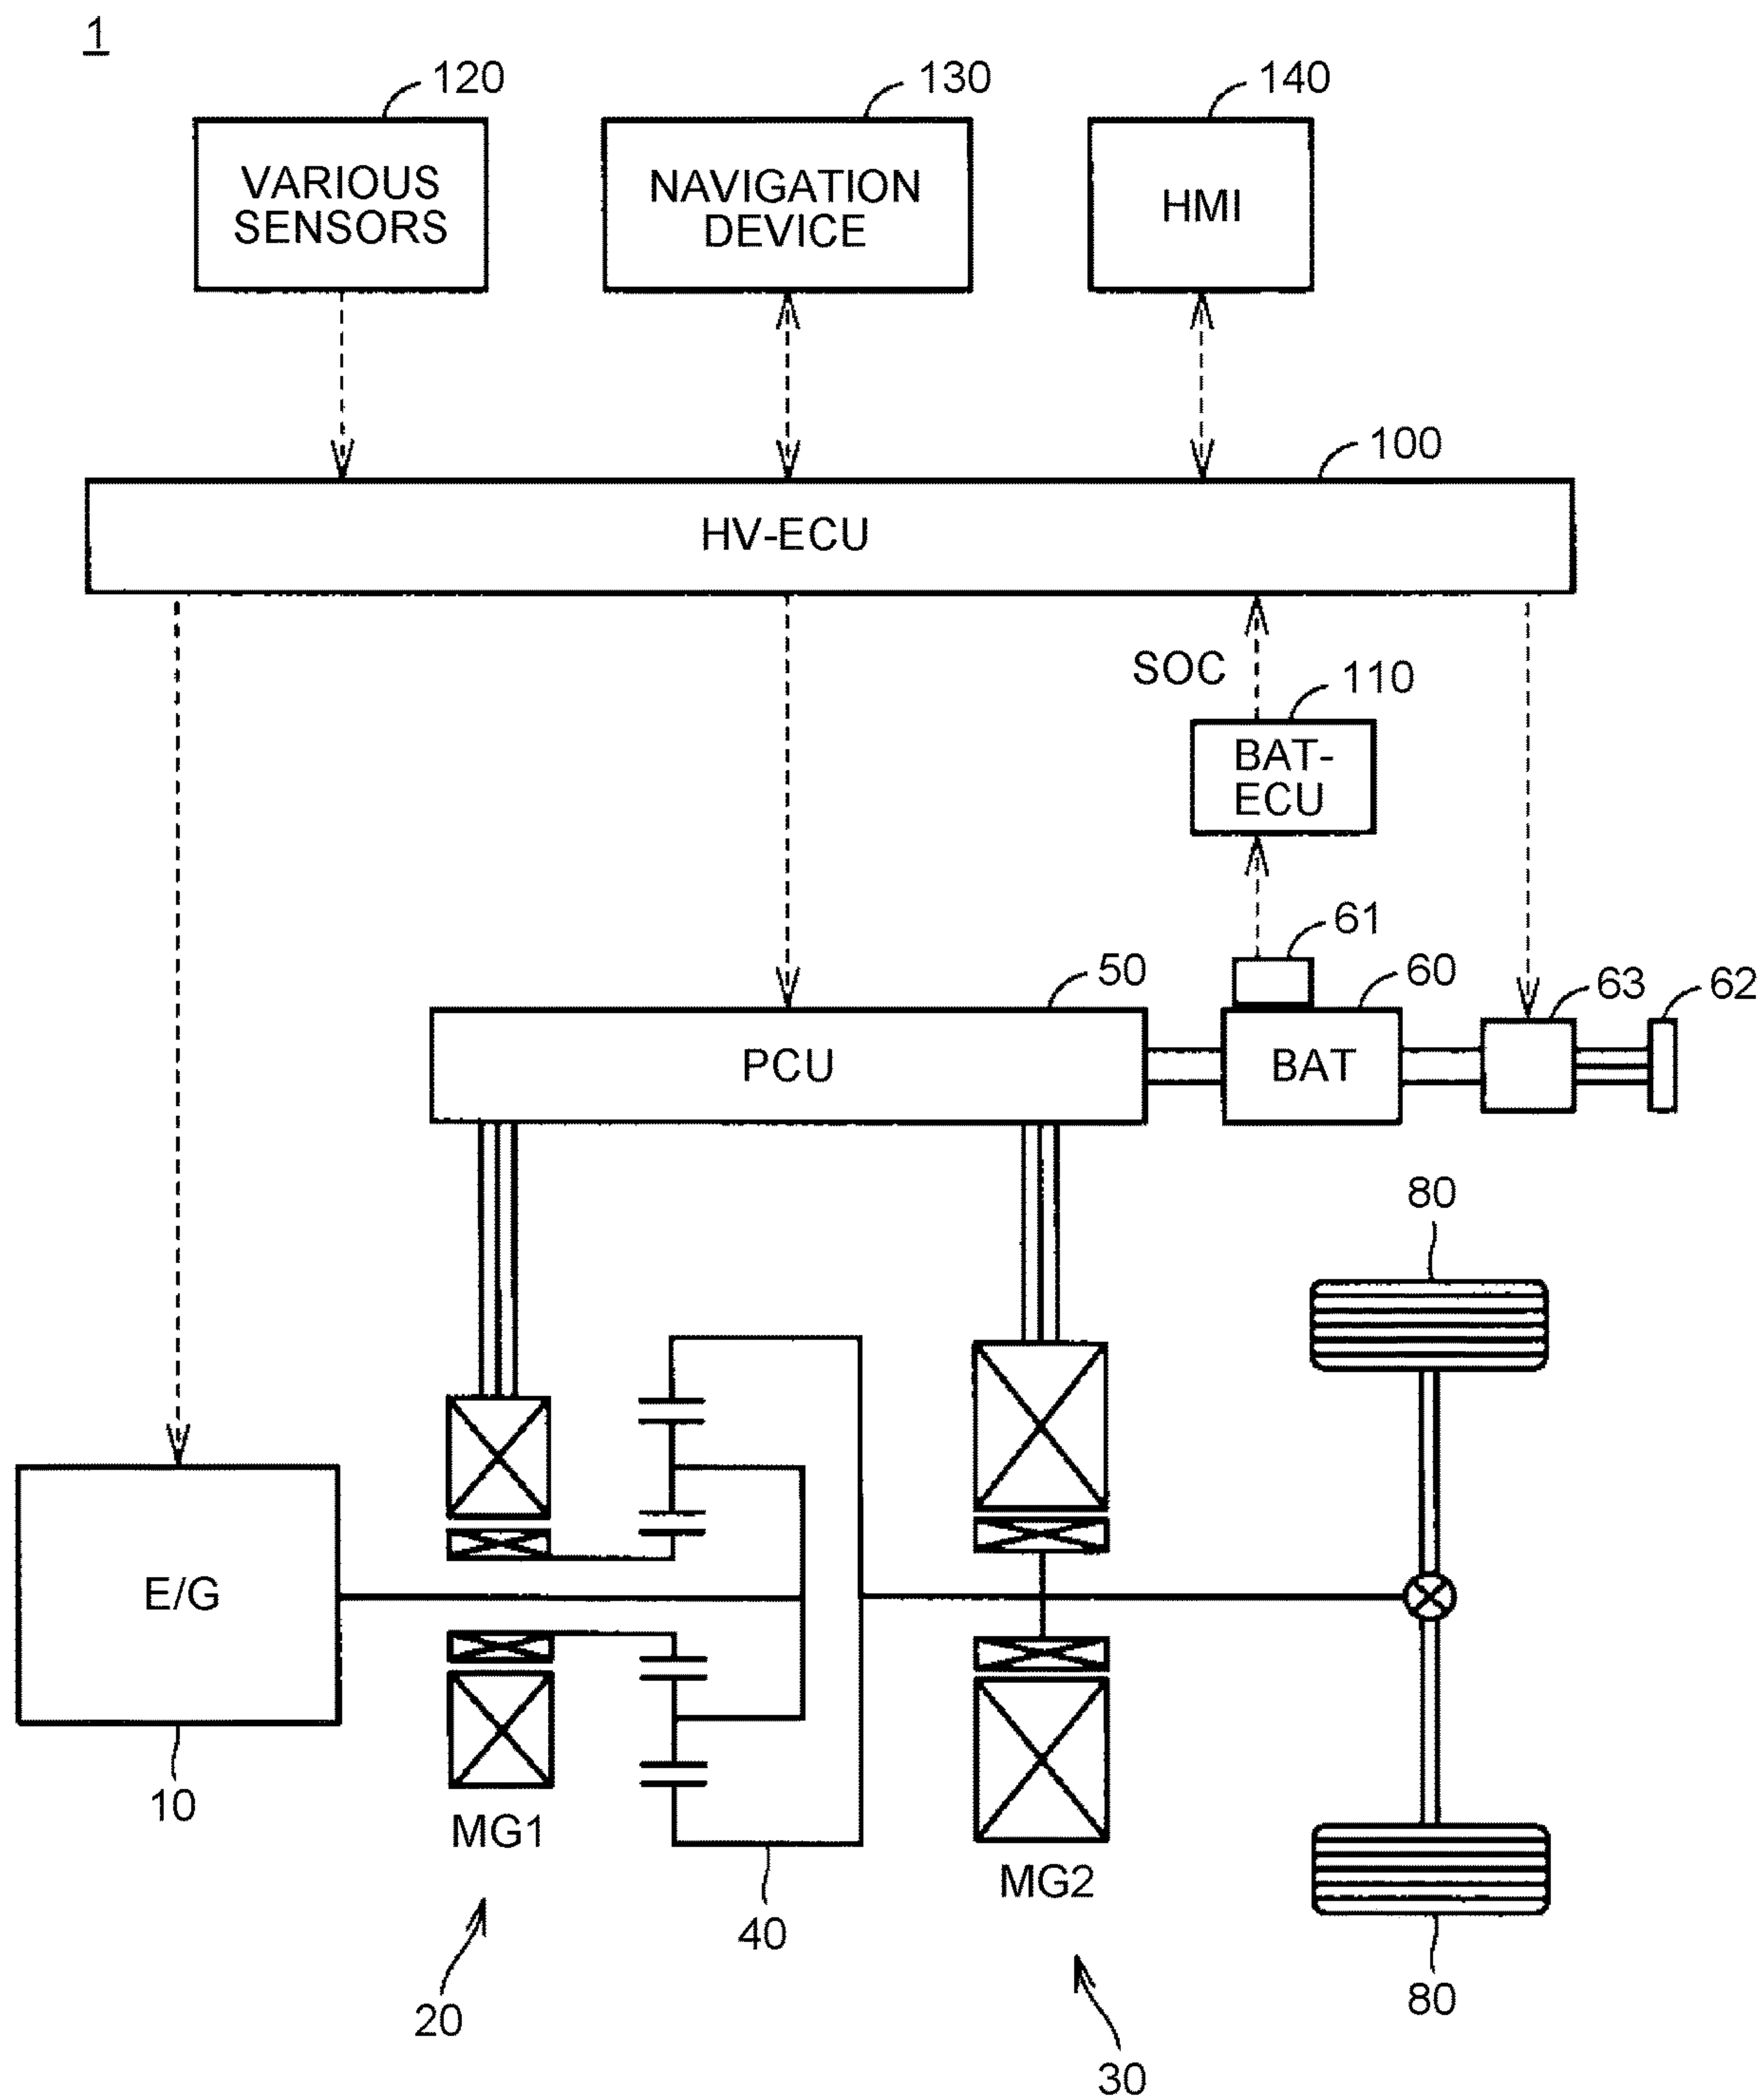 1
120
130
140
VARIOUS
SENSORS
NAVIGATION
DEVICE
HMI
100
HV-ECU
SOC
110
BAT-
ECU
61
50
60
63
62
PCU
BAT
80
E/G
10
MG1
MG2
40
20
30
80